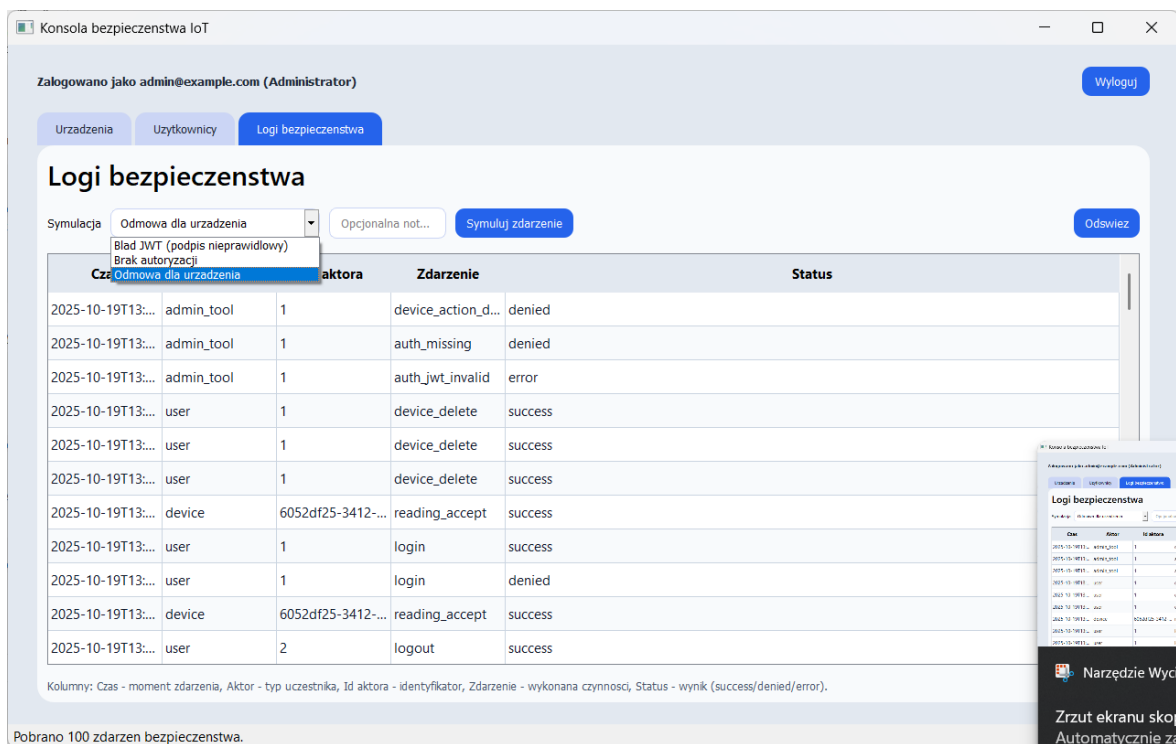 Konsola bezpieczenstwa IoT
Zalogowano jako admin@example.com (Administrator)
Wyloguj
Urzadzenia Uzytkownicy Logi bezpieczenstwa
Logi bezpieczenstwa
Symulacja Odmowa dla urzadzenia Opcjonalna not... Symuluj zdarzenie Odswiez
Blad JWT (podpis nieprawidlowy)
Brak autoryzacji
Odmowa dla urzadzenia
aktora Zdarzenie Status
2025-10-19T13:... admin_tool 1 device_action_d... denied
2025-10-19T13:... admin_tool 1 auth_missing denied
2025-10-19T13:... admin_tool 1 auth_jwt_invalid error
2025-10-19T13:... user 1 device_delete success
2025-10-19T13:... user 1 device_delete success
2025-10-19T13:... user 1 device_delete success
2025-10-19T13:... device 6052df25-3412-... reading_accept success
2025-10-19T13:... user 1 login success
2025-10-19T13:... user 1 login denied
2025-10-19T13:... device 6052df25-3412-... reading_accept success
2025-10-19T13:... user 2 logout success
Kolumny: Czas - moment zdarzenia, Aktor - typ uczestnika, Id aktora - identyfikator, Zdarzenie - wykonana czynnosc, Status - wynik (success/denied/error).
Pobrano 100 zdarzen bezpieczenstwa.
Logi bezpieczenstwa
Narzędzie Wyci
Zrzut ekranu skop
Automatycznie za